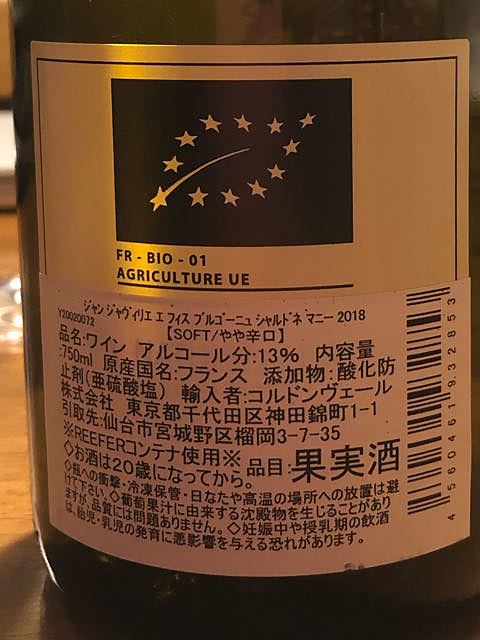 FR - BIO - 01
AGRICULTURE UE
Y20020072
ジャン ジャヴィリエ エ フィス ブルゴーニュ シャルドネ マニー 2018
【SOFT/やや辛口】
品名:ワイン アルコール分:13% 内容量
:750ml 原産国名:フランス 添加物:酸化防
止剤(亜硫酸塩) 輸入者:コルドンヴェール
株式会社 東京都千代田区神田錦町1-1
引取先:仙台市宮城野区榴岡3-7-35
※REEFERコンテナ使用※
◇お酒は20歳になってから。 品目:果実酒
◇瓶への衝撃・冷凍保管・日なたや高温の場所への放置は避
けて下さい。◇葡萄果汁に由来する沈殿物を生じることがあり
ますが、品質には問題ありません。◇妊娠中や授乳期の飲酒
は、胎児・乳児の発育に悪影響を与える恐れがあります。
4560461932853